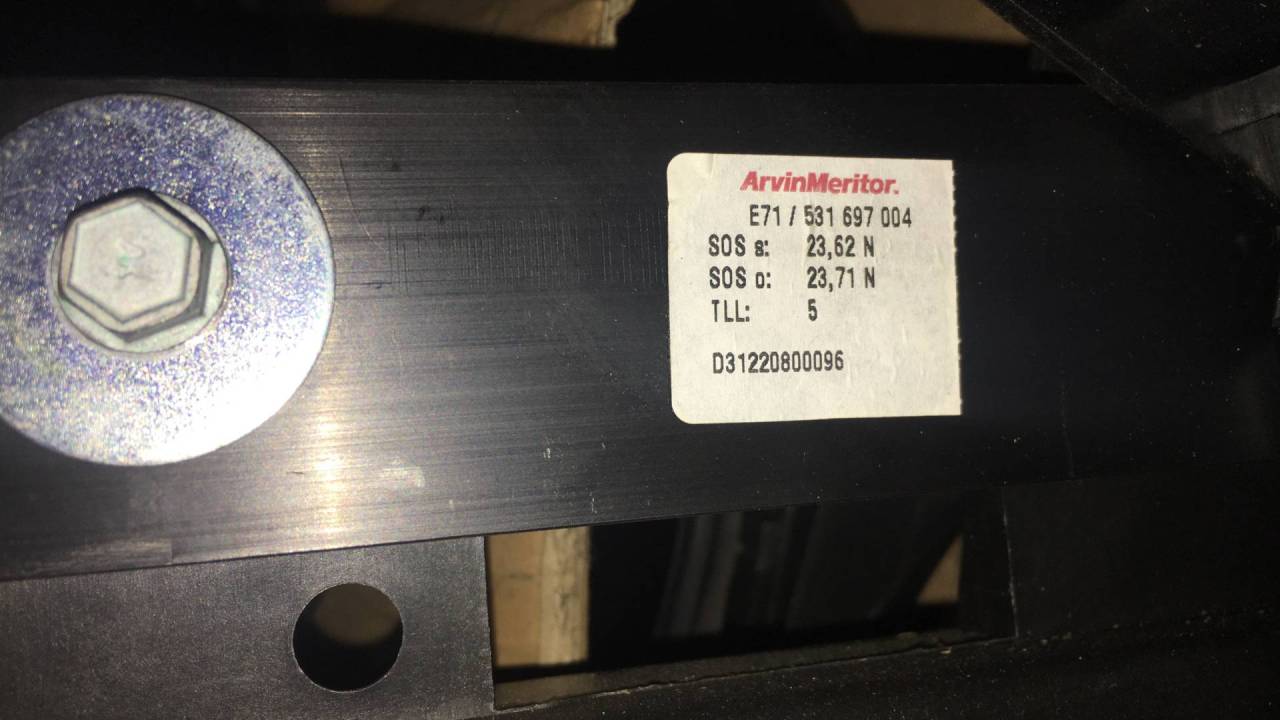 ArvinMeritor.
E71 / 531 697 004
SOS s: 23,62 N
SOS o: 23,71 N
TLL: 5
D31220800096